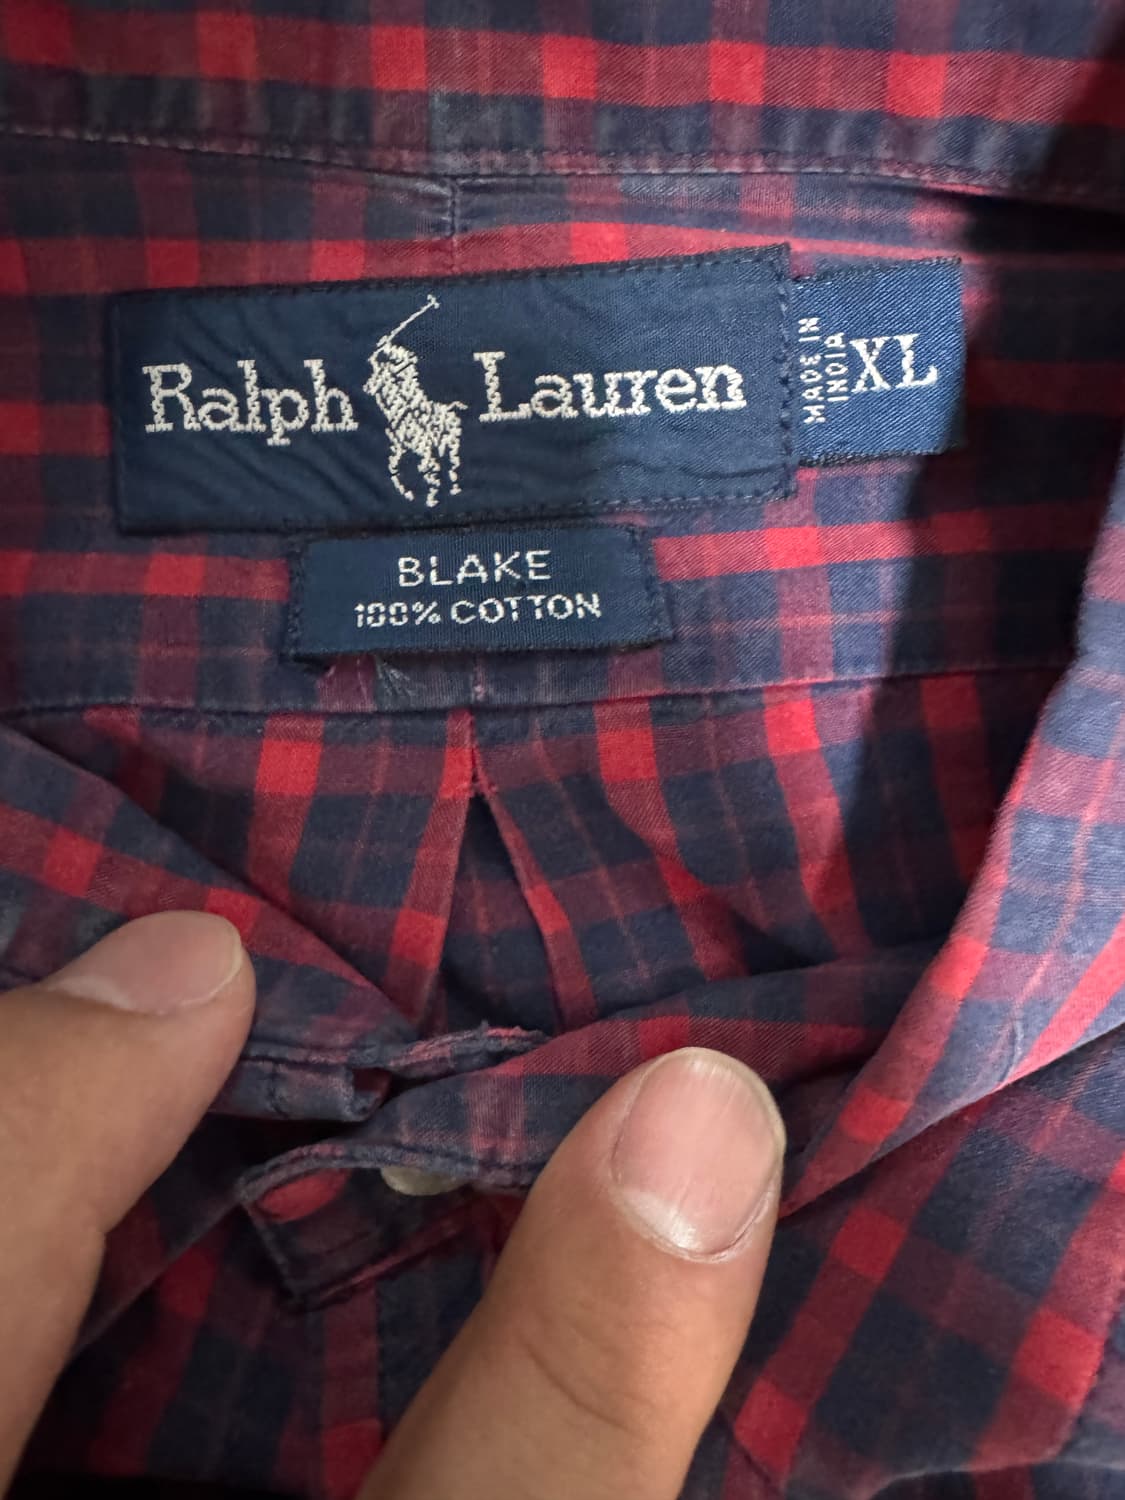 Ralph Lauren
MADE IN
INDIA
XL
BLAKE
100% COTTON